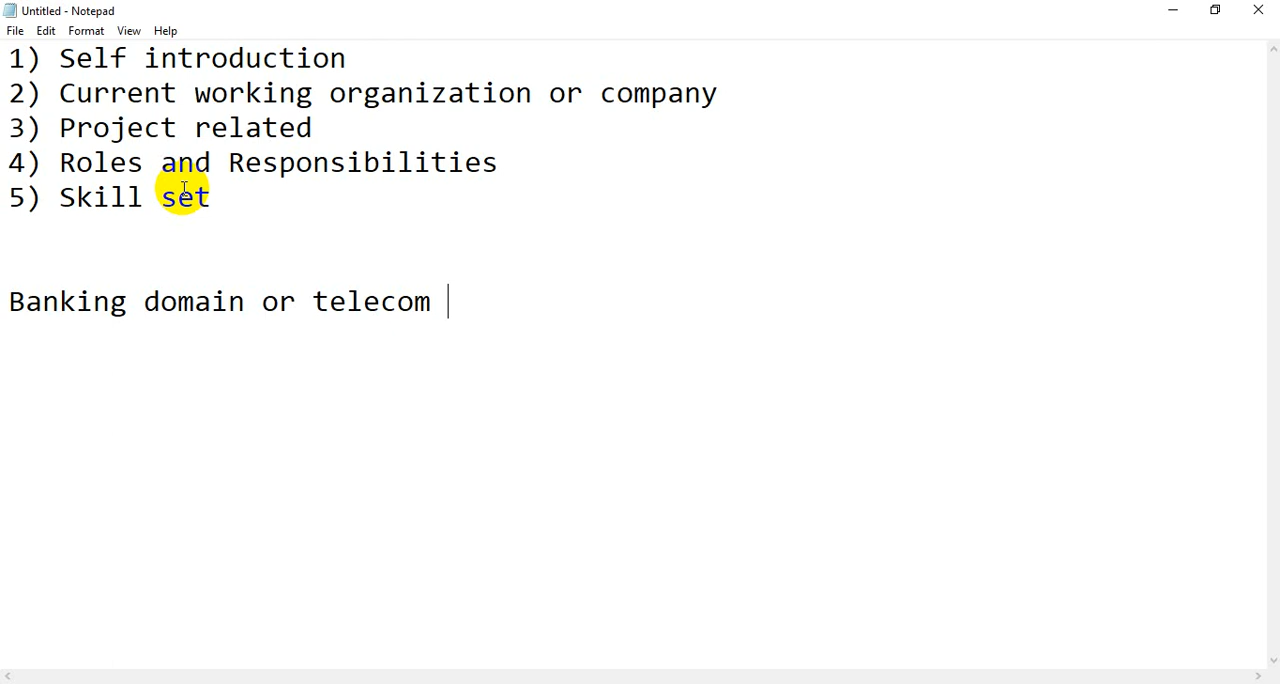 Untitled - Notepad
File Edit Format View Help
1) Self introduction
2) Current working organization or company
3) Project related
4) Roles and Responsibilities
5) Skill set
Banking domain or telecom